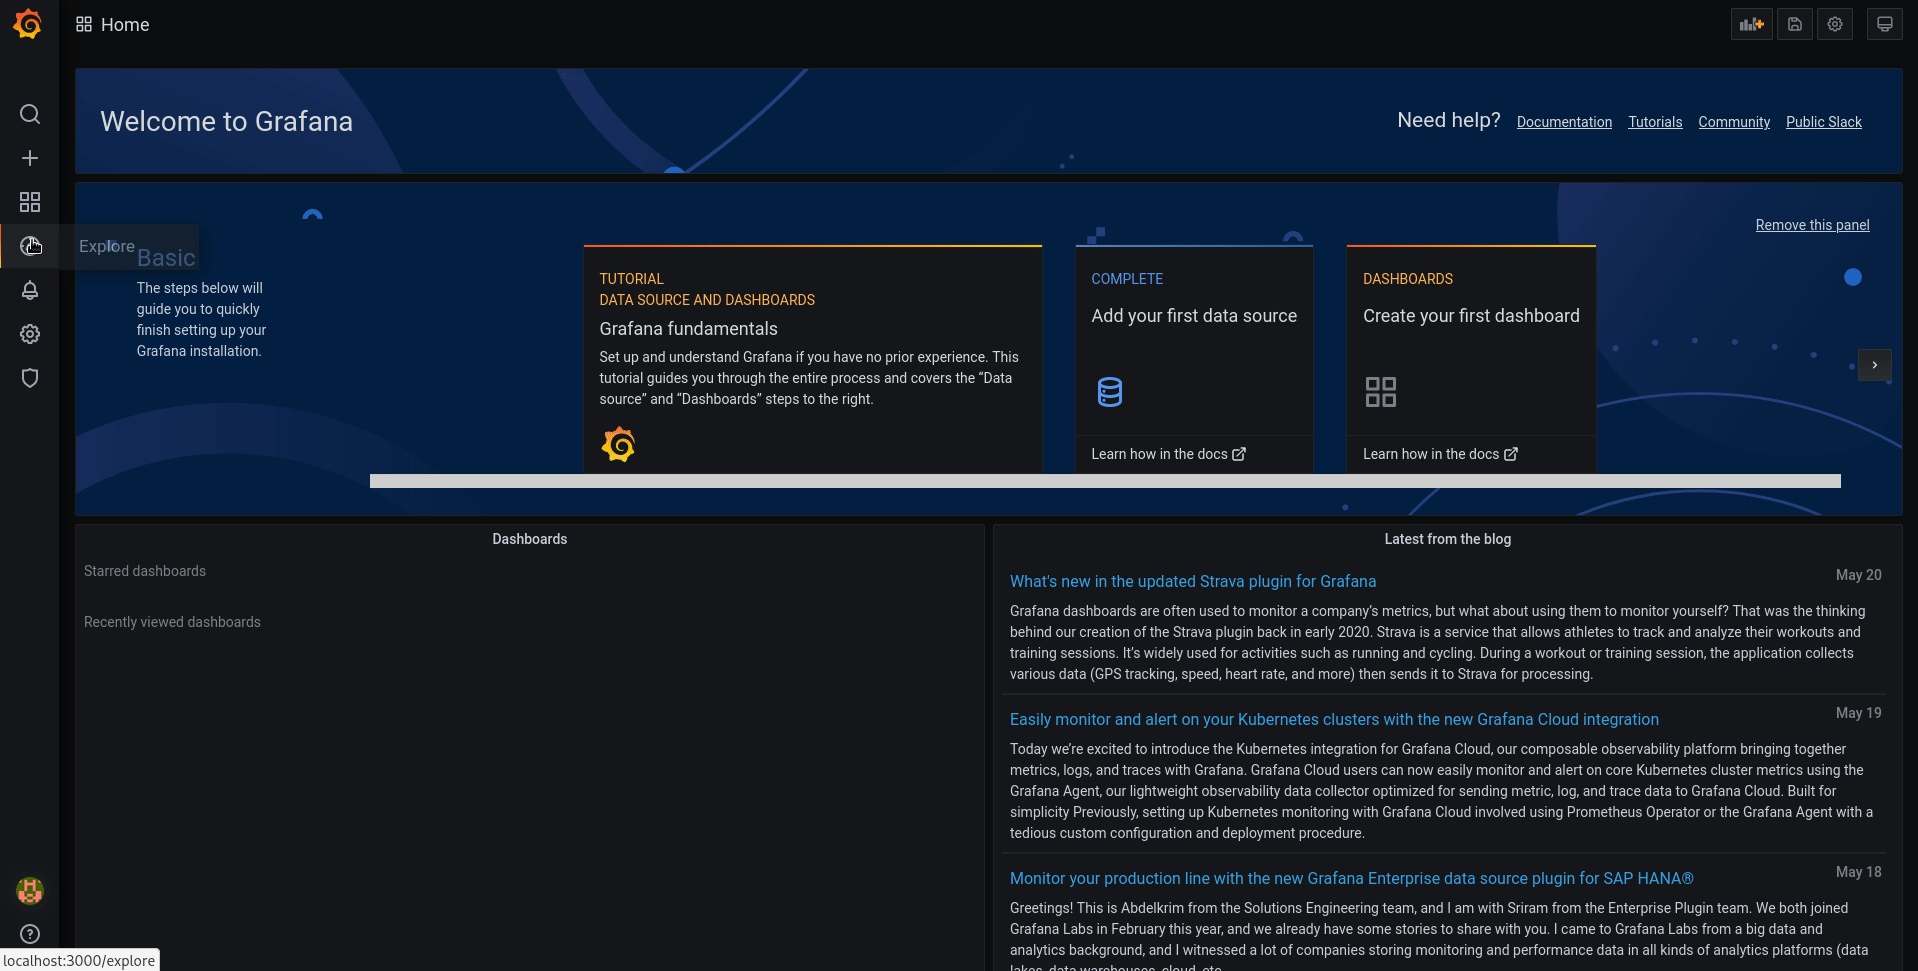 Home
Welcome to Grafana
Need help? Documentation Tutorials Community Public Slack
Remove this panel
Explore
Basic
The steps below will
guide you to quickly
finish setting up your
Grafana installation.
TUTORIAL
DATA SOURCE AND DASHBOARDS
Grafana fundamentals
Set up and understand Grafana if you have no prior experience. This
tutorial guides you through the entire process and covers the “Data
source” and “Dashboards” steps to the right.
COMPLETE
Add your first data source
Learn how in the docs
DASHBOARDS
Create your first dashboard
Learn how in the docs
Dashboards
Starred dashboards
Recently viewed dashboards
Latest from the blog
What's new in the updated Strava plugin for Grafana
May 20
Grafana dashboards are often used to monitor a company’s metrics, but what about using them to monitor yourself? That was the thinking
behind our creation of the Strava plugin back in early 2020. Strava is a service that allows athletes to track and analyze their workouts and
training sessions. It’s widely used for activities such as running and cycling. During a workout or training session, the application collects
various data (GPS tracking, speed, heart rate, and more) then sends it to Strava for processing.
Easily monitor and alert on your Kubernetes clusters with the new Grafana Cloud integration
May 19
Today we’re excited to introduce the Kubernetes integration for Grafana Cloud, our composable observability platform bringing together
metrics, logs, and traces with Grafana. Grafana Cloud users can now easily monitor and alert on core Kubernetes cluster metrics using the
Grafana Agent, our lightweight observability data collector optimized for sending metric, log, and trace data to Grafana Cloud. Built for
simplicity Previously, setting up Kubernetes monitoring with Grafana Cloud involved using Prometheus Operator or the Grafana Agent with a
tedious custom configuration and deployment procedure.
Monitor your production line with the new Grafana Enterprise data source plugin for SAP HANA®
May 18
Greetings! This is Abdelkrim from the Solutions Engineering team, and I am with Sriram from the Enterprise Plugin team. We both joined
Grafana Labs in February this year, and we already have some stories to share with you. I came to Grafana Labs from a big data and
analytics background, and I witnessed a lot of companies storing monitoring and performance data in all kinds of analytics platforms (data
lakes, data warehouses, cloud, etc
localhost:3000/explore